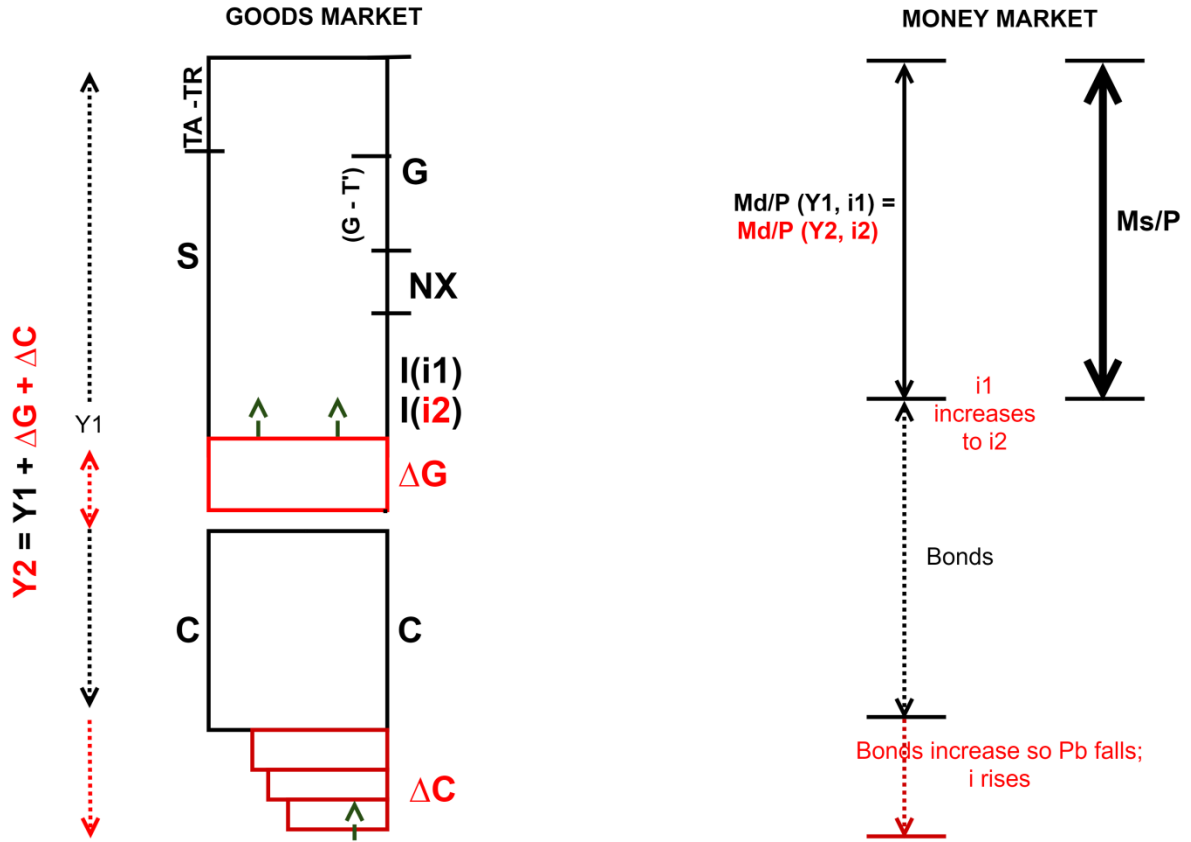 GOODS MARKET
MONEY MARKET
TA -TR
S
(G - T')
G
NX
I(i1)
I(i2)
ΔG
Y1
Y2 = Y1 + ΔG + ΔC
C
C
ΔC
Md/P (Y1, i1) =
Md/P (Y2, i2)
Ms/P
i1
increases
to i2
Bonds
Bonds increase so Pb falls;
i rises